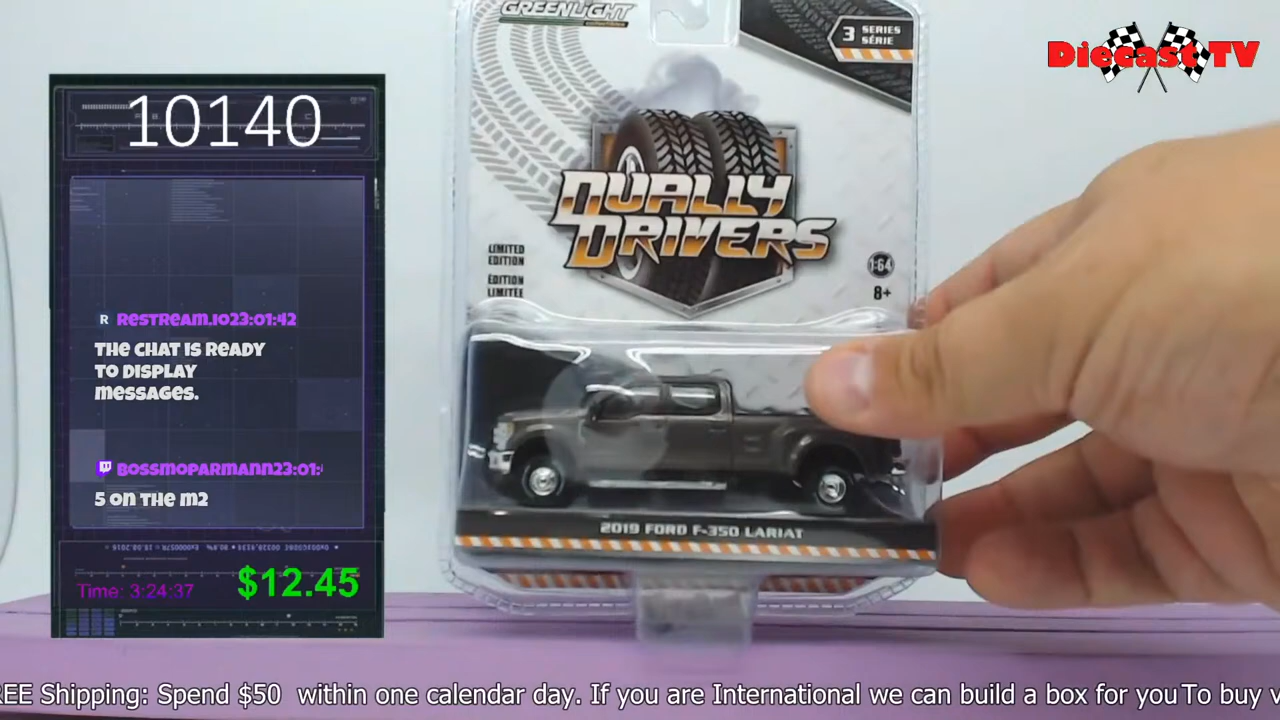 GREENLIGHT
3 SERIES
SÉRIE
Diecast TV
10140
DUALLY
DRIVERS
LIMITED
EDITION
ÉDITION
LIMITÉE
1:64
8+
R Restream.io23:01:42
The chat is ready
to display
messages.
BossMoparMann23:01:
5 on the m2
2019 FORD F-350 LARIAT
Time: 3:24:37
$12.45
REE Shipping: Spend $50 within one calendar day. If you are International we can build a box for you To buy